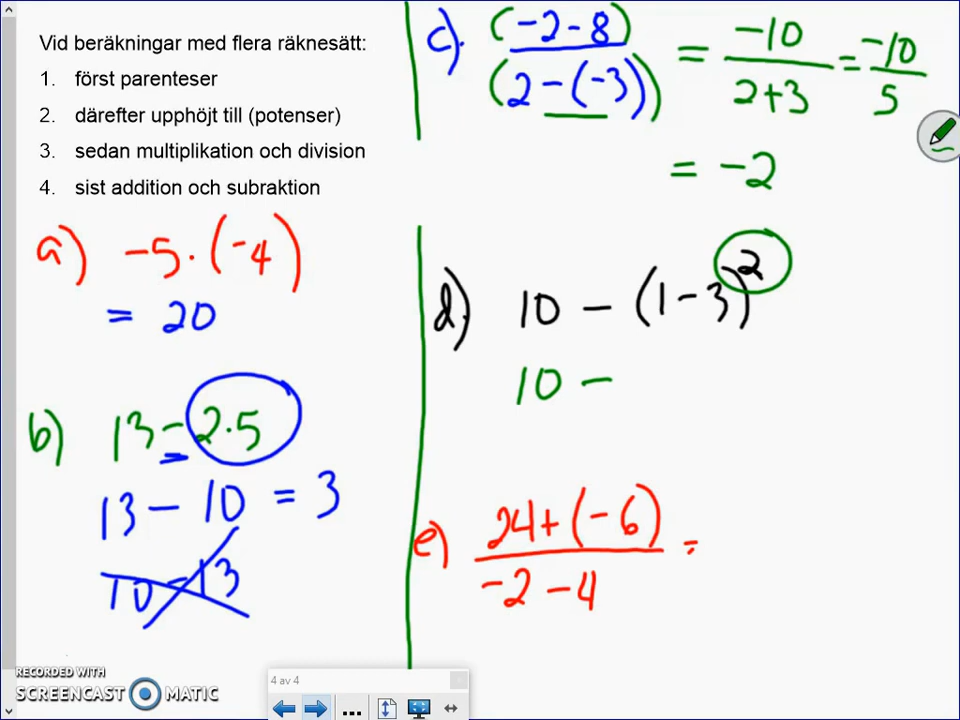 Vid beräkningar med flera räknesätt:
1. först parenteser
2. därefter upphöjt till (potenser)
3. sedan multiplikation och division
4. sist addition och subraktion
a) -5·(-4)
= 20
b) 13-2·5
13-10 = 3
10-13
c). (-2-8)/(2-(-3)) = -10/2+3 = -10/5
= -2
d) 10-(1-3)²
10-
e) 24+(-6)/-2-4 =
RECORDED WITH
SCREENCAST MATIC
4 av 4
...